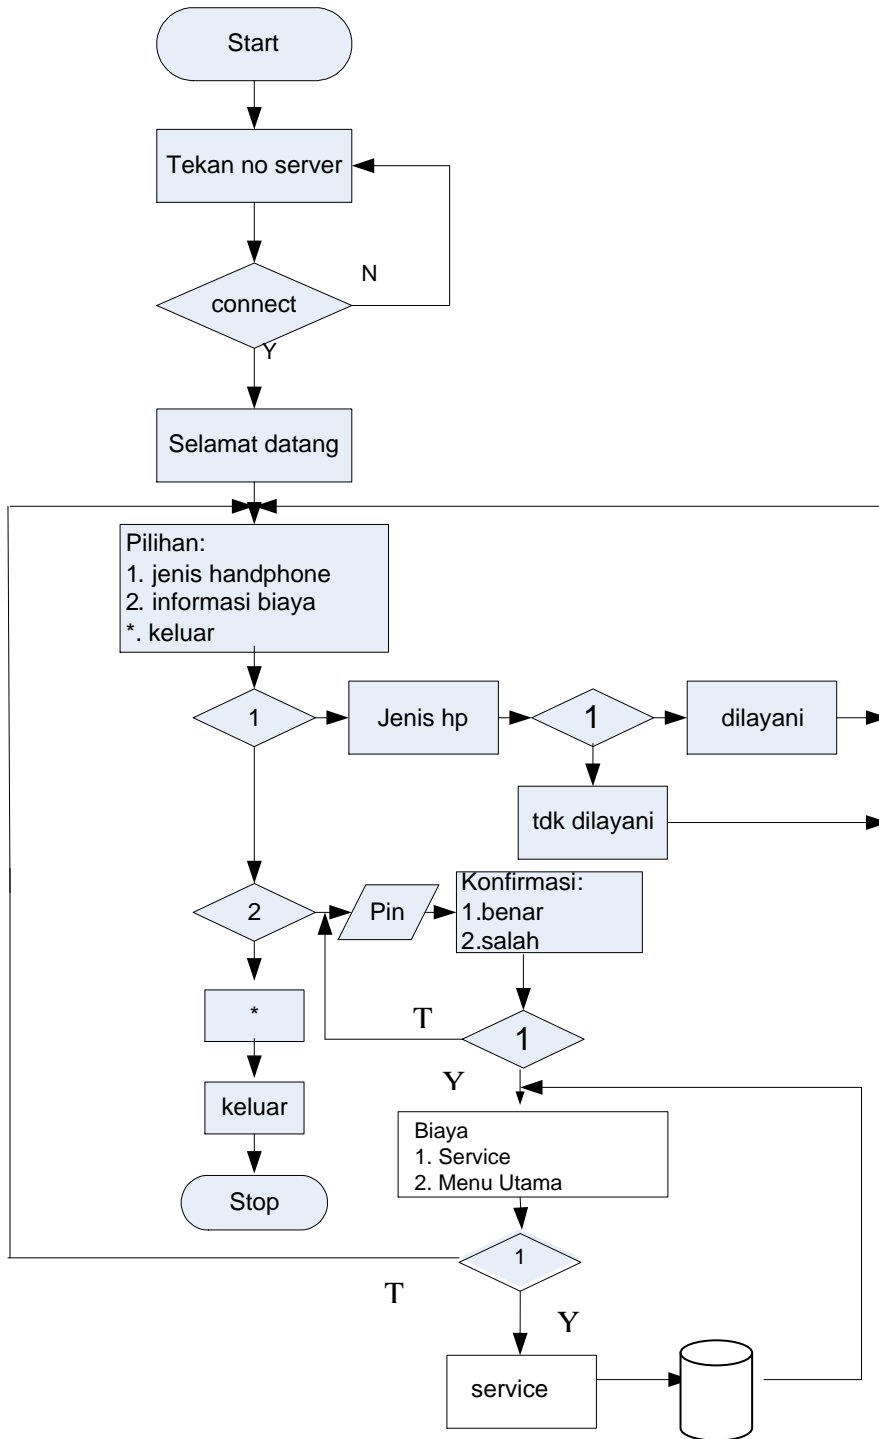 Start
Tekan no server
N
connect
Y
Selamat datang
Pilihan:
1. jenis handphone
2. informasi biaya
*. keluar
1
Jenis hp
1
dilayani
tdk dilayani
2
Pin
Konfirmasi:
1.benar
2.salah
*
T
1
Y
keluar
Biaya
1. Service
2. Menu Utama
Stop
1
T
Y
service